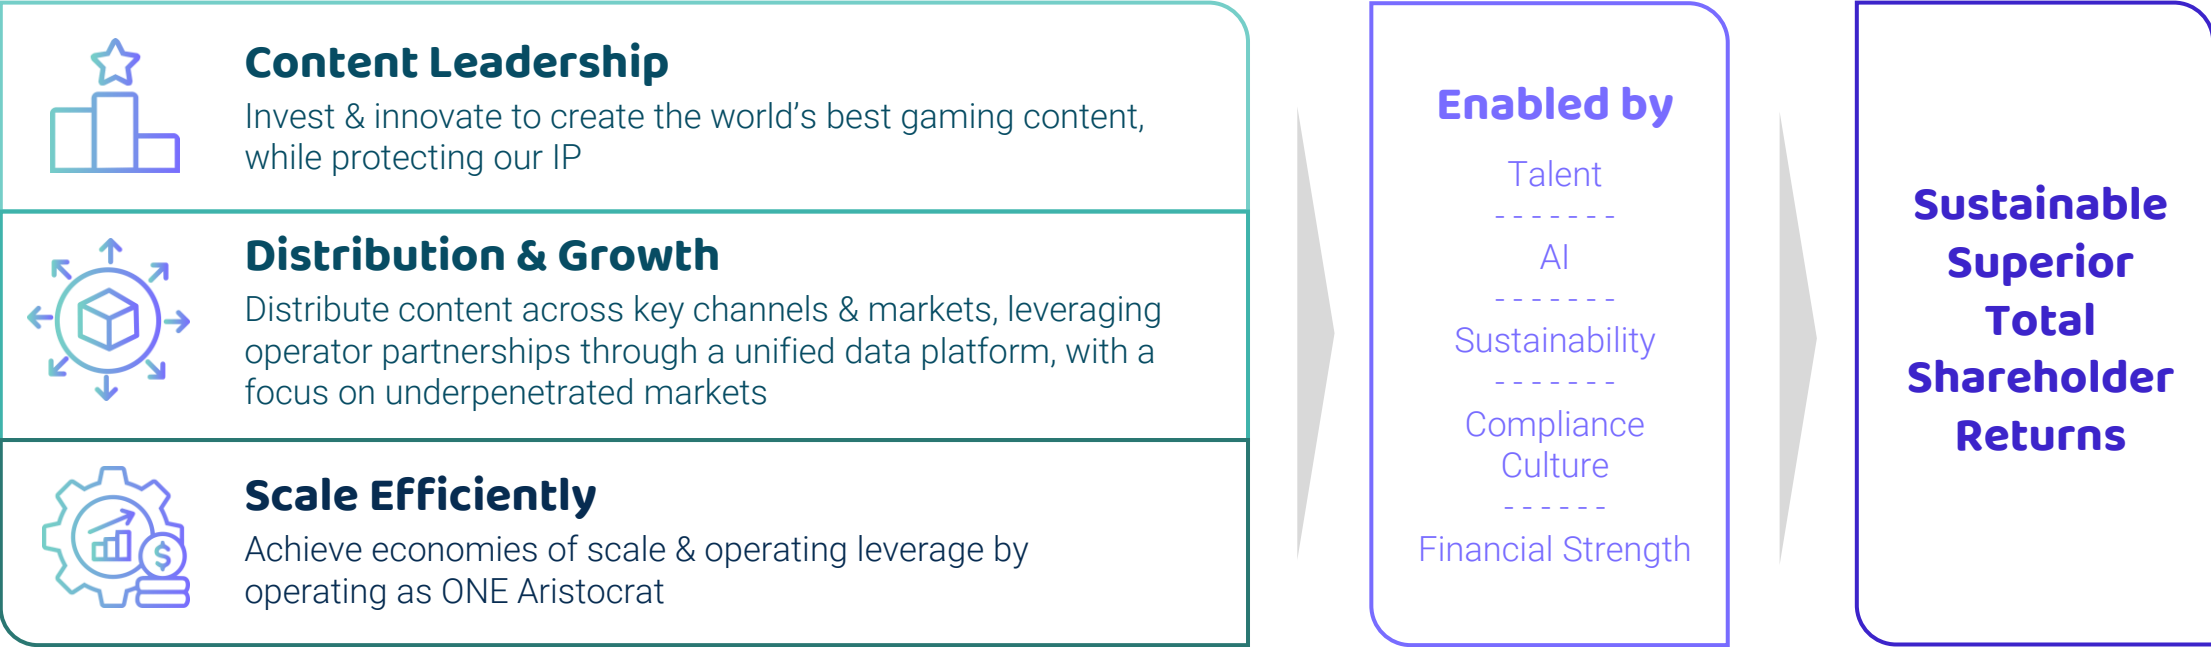 Content Leadership
Invest & innovate to create the world’s best gaming content,
while protecting our IP
Distribution & Growth
Distribute content across key channels & markets, leveraging
operator partnerships through a unified data platform, with a
focus on underpenetrated markets
Scale Efficiently
$
Achieve economies of scale & operating leverage by
operating as ONE Aristocrat
Enabled by
Talent
AI
Sustainability
Compliance
Culture
Financial Strength
Sustainable
Superior
Total
Shareholder
Returns